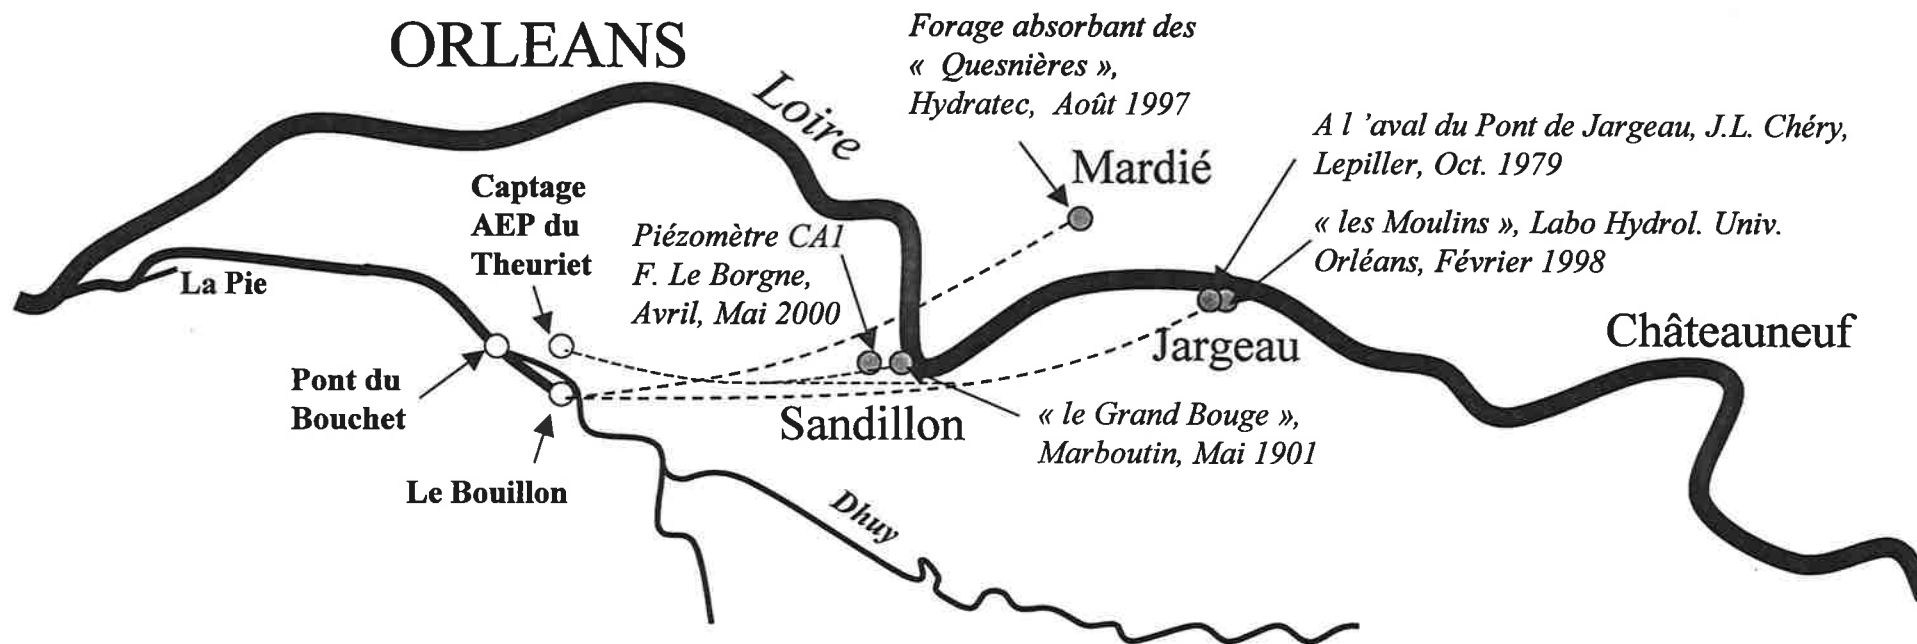 ORLEANS
Loire
Forage absorbant des
« Quesnières »,
Hydratec, Août 1997
Mardié
A l 'aval du Pont de Jargeau, J.L. Chéry,
Lepiller, Oct. 1979
« les Moulins », Labo Hydrol. Univ.
Orléans, Février 1998
Captage
AEP du
Theuriet
Piézomètre CA1
F. Le Borgne,
Avril, Mai 2000
La Pie
Jargeau
Châteauneuf
Pont du
Bouchet
Sandillon
« le Grand Bouge »,
Marboutin, Mai 1901
Le Bouillon
Dhuy